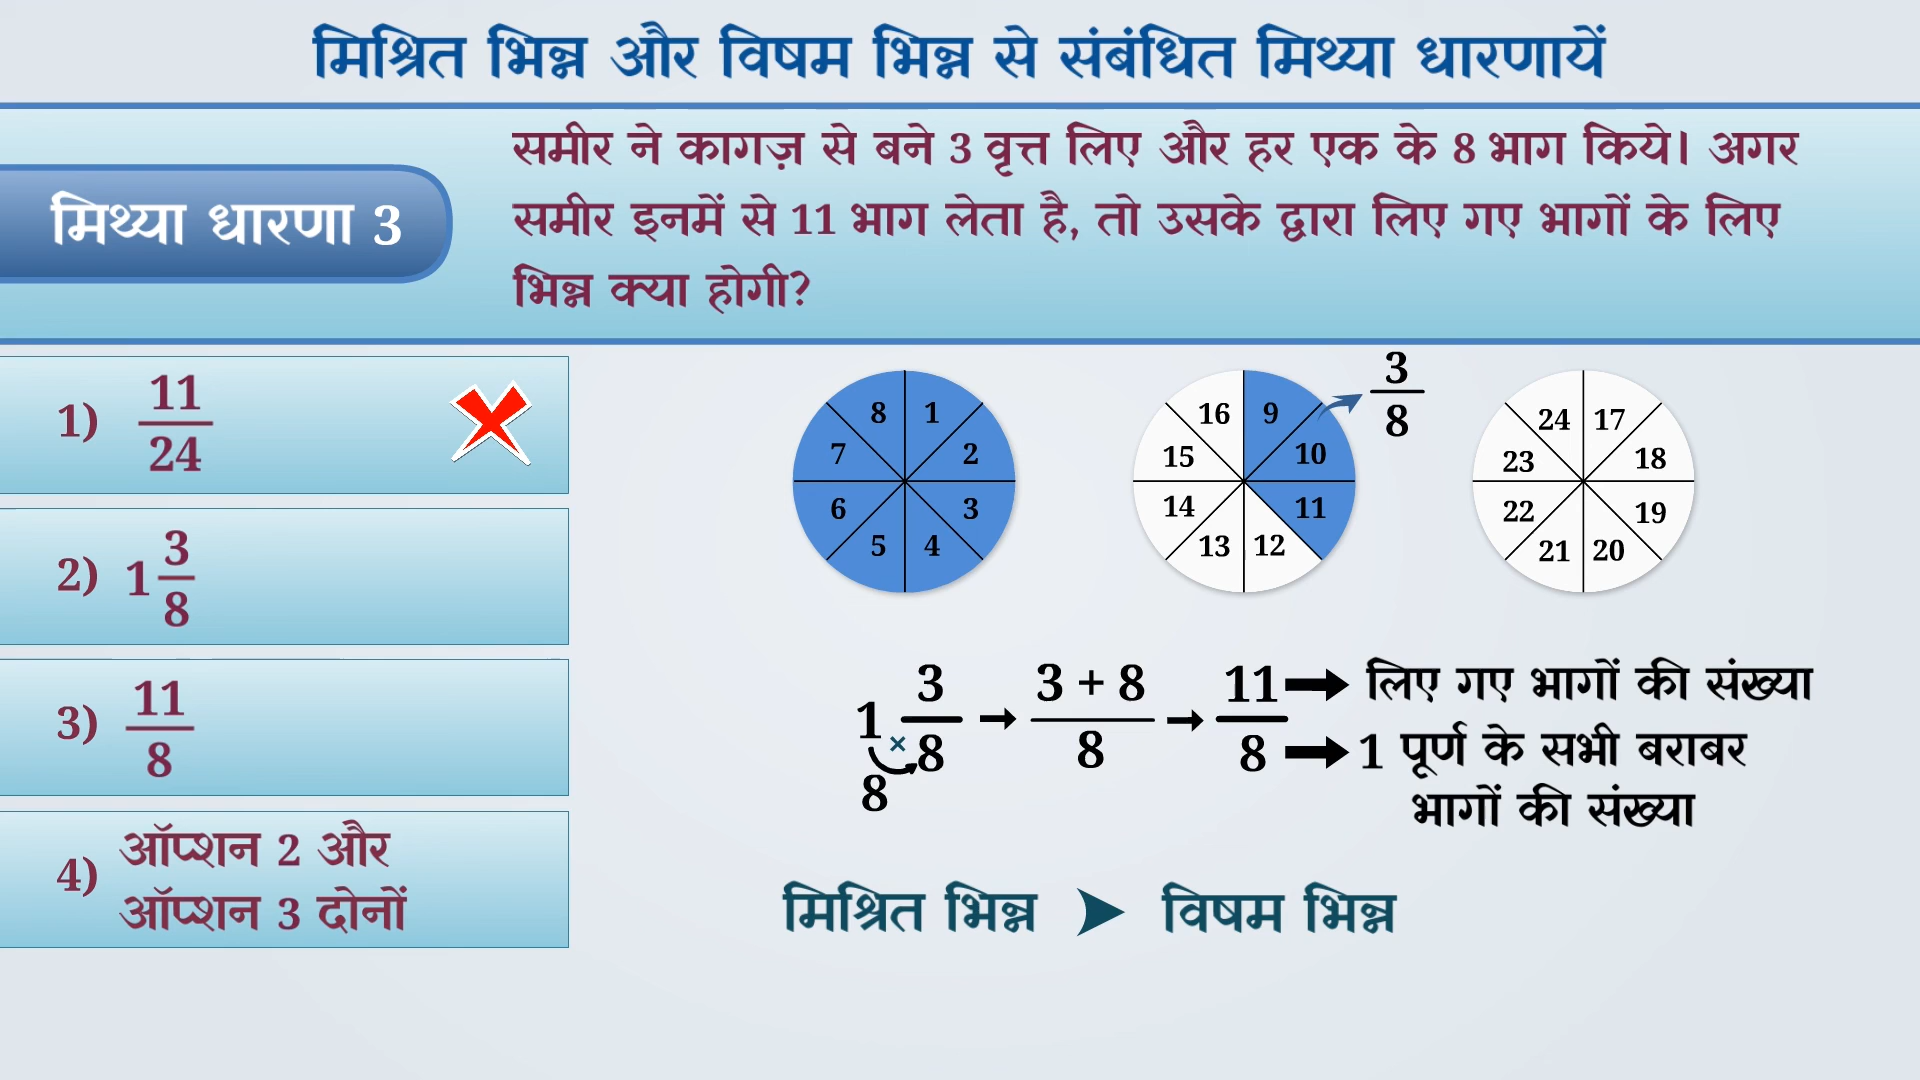 मिश्रित भिन्न और विषम भिन्न से संबंधित मिथ्या धारणायें
मिथ्या धारणा 3
समीर ने कागज़ से बने 3 वृत्त लिए और हर एक के 8 भाग किये। अगर
समीर इनमें से 11 भाग लेता है, तो उसके द्वारा लिए गए भागों के लिए
भिन्न क्या होगी?
1) 11/24
2) 1 3/8
3) 11/8
4) ऑप्शन 2 और
ऑप्शन 3 दोनों
8 1
7 2
6 3
5 4
16 9
15 10
14 11
13 12
3/8
24 17
23 18
22 19
21 20
1 3/8 → 3 + 8/8 → 11/8
×
8
11 → लिए गए भागों की संख्या
8 → 1 पूर्ण के सभी बराबर
भागों की संख्या
मिश्रित भिन्न ➤ विषम भिन्न